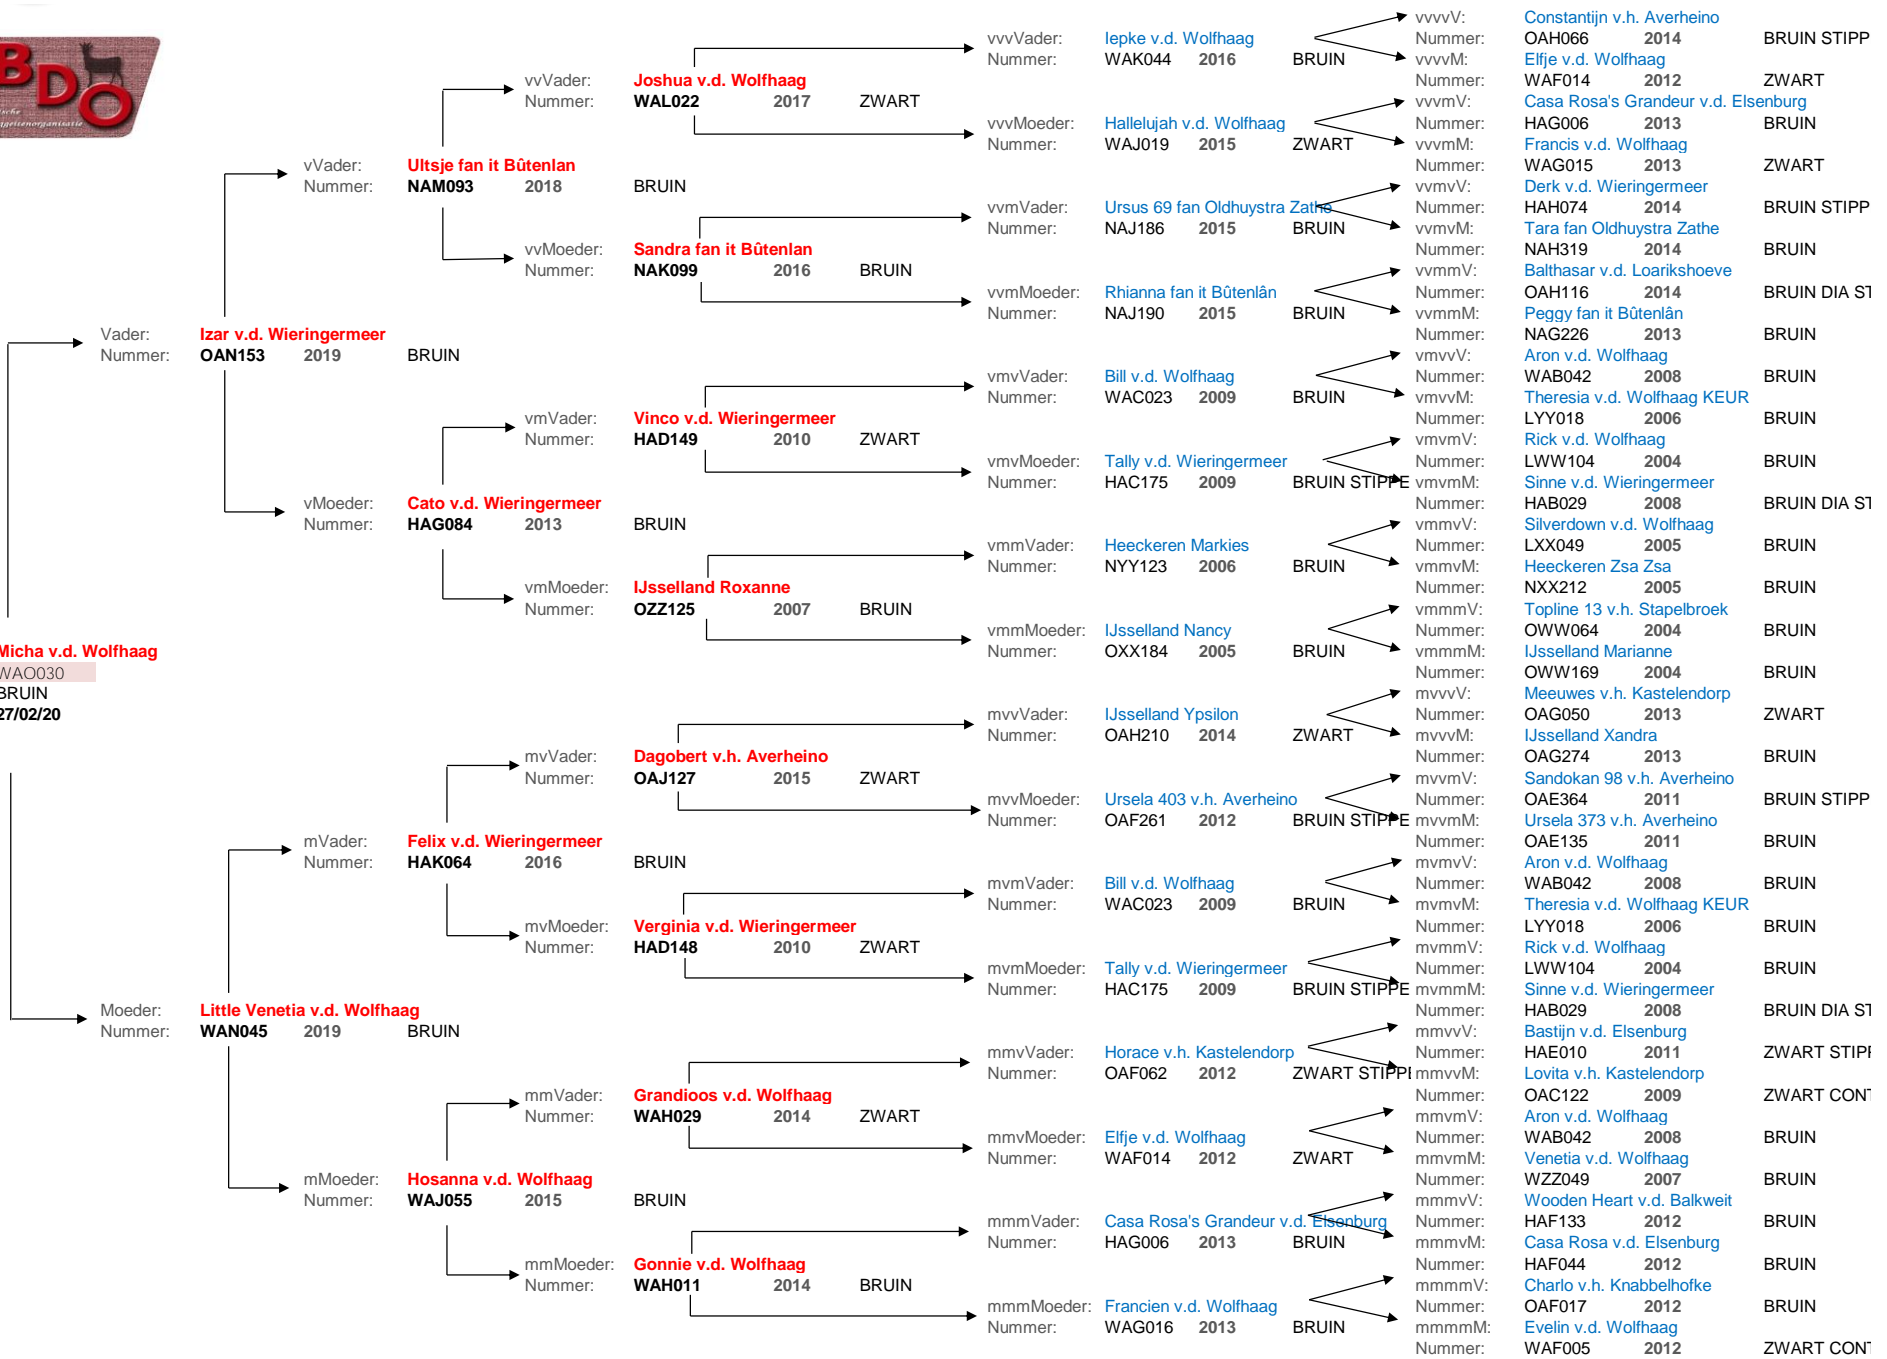 BDO
ische
ggeitenorganisatie
Micha v.d. Wolfhaag
WAO030
BRUIN
27/02/20
Vader: Izar v.d. Wieringermeer
Nummer: OAN153 2019 BRUIN
Moeder: Little Venetia v.d. Wolfhaag
Nummer: WAN045 2019 BRUIN
vVader: Ultsje fan it Bûtenlan
Nummer: NAM093 2018 BRUIN
vMoeder: Cato v.d. Wieringermeer
Nummer: HAG084 2013 BRUIN
mVader: Felix v.d. Wieringermeer
Nummer: HAK064 2016 BRUIN
mMoeder: Hosanna v.d. Wolfhaag
Nummer: WAJ055 2015 BRUIN
vvVader: Joshua v.d. Wolfhaag
Nummer: WAL022 2017 ZWART
vvMoeder: Sandra fan it Bûtenlan
Nummer: NAK099 2016 BRUIN
vmVader: Vinco v.d. Wieringermeer
Nummer: HAD149 2010 ZWART
vmMoeder: IJsselland Roxanne
Nummer: OZZ125 2007 BRUIN
mvVader: Dagobert v.h. Averheino
Nummer: OAJ127 2015 ZWART
mvMoeder: Verginia v.d. Wieringermeer
Nummer: HAD148 2010 ZWART
mmVader: Grandioos v.d. Wolfhaag
Nummer: WAH029 2014 ZWART
mmMoeder: Gonnie v.d. Wolfhaag
Nummer: WAH011 2014 BRUIN
vvvVader: Iepke v.d. Wolfhaag
Nummer: WAK044 2016 BRUIN
vvvMoeder: Hallelujah v.d. Wolfhaag
Nummer: WAJ019 2015 ZWART
vvmVader: Ursus 69 fan Oldhuystra Zathe
Nummer: NAJ186 2015 BRUIN
vvmMoeder: Rhianna fan it Bûtenlân
Nummer: NAJ190 2015 BRUIN
vmvVader: Bill v.d. Wolfhaag
Nummer: WAC023 2009 BRUIN
vmvMoeder: Tally v.d. Wieringermeer
Nummer: HAC175 2009 BRUIN STIPPE
vmmVader: Heeckeren Markies
Nummer: NYY123 2006 BRUIN
vmmMoeder: IJsselland Nancy
Nummer: OXX184 2005 BRUIN
mvvVader: IJsselland Ypsilon
Nummer: OAH210 2014 ZWART
mvvMoeder: Ursela 403 v.h. Averheino
Nummer: OAF261 2012 BRUIN STIPPE
mvmVader: Bill v.d. Wolfhaag
Nummer: WAC023 2009 BRUIN
mvmMoeder: Tally v.d. Wieringermeer
Nummer: HAC175 2009 BRUIN STIPPE
mmvVader: Horace v.h. Kastelendorp
Nummer: OAF062 2012 ZWART STIPPE
mmvMoeder: Elfje v.d. Wolfhaag
Nummer: WAF014 2012 ZWART
mmmVader: Casa Rosa's Grandeur v.d. Elsenburg
Nummer: HAG006 2013 BRUIN
mmmMoeder: Francien v.d. Wolfhaag
Nummer: WAG016 2013 BRUIN
vvvvV: Constantijn v.h. Averheino
Nummer: OAH066 2014 BRUIN STIPP
vvvvM: Elfje v.d. Wolfhaag
Nummer: WAF014 2012 ZWART
vvvmV: Casa Rosa's Grandeur v.d. Elsenburg
Nummer: HAG006 2013 BRUIN
vvvmM: Francis v.d. Wolfhaag
Nummer: WAG015 2013 ZWART
vvmvV: Derk v.d. Wieringermeer
Nummer: HAH074 2014 BRUIN STIPP
vvmvM: Tara fan Oldhuystra Zathe
Nummer: NAH319 2014 BRUIN
vvmmV: Balthasar v.d. Loarikshoeve
Nummer: OAH116 2014 BRUIN DIA ST
vvmmM: Peggy fan it Bûtenlân
Nummer: NAG226 2013 BRUIN
vmvvV: Aron v.d. Wolfhaag
Nummer: WAB042 2008 BRUIN
vmvvM: Theresia v.d. Wolfhaag KEUR
Nummer: LYY018 2006 BRUIN
vmvmV: Rick v.d. Wolfhaag
Nummer: LWW104 2004 BRUIN
vmvmM: Sinne v.d. Wieringermeer
Nummer: HAB029 2008 BRUIN DIA ST
vmmvV: Silverdown v.d. Wolfhaag
Nummer: LXX049 2005 BRUIN
vmmvM: Heeckeren Zsa Zsa
Nummer: NXX212 2005 BRUIN
vmmmV: Topline 13 v.h. Stapelbroek
Nummer: OWW064 2004 BRUIN
vmmmM: IJsselland Marianne
Nummer: OWW169 2004 BRUIN
mvvvV: Meeuwes v.h. Kastelendorp
Nummer: OAG050 2013 ZWART
mvvvM: IJsselland Xandra
Nummer: OAG274 2013 BRUIN
mvvmV: Sandokan 98 v.h. Averheino
Nummer: OAE364 2011 BRUIN STIPP
mvvmM: Ursela 373 v.h. Averheino
Nummer: OAE135 2011 BRUIN
mvmvV: Aron v.d. Wolfhaag
Nummer: WAB042 2008 BRUIN
mvmvM: Theresia v.d. Wolfhaag KEUR
Nummer: LYY018 2006 BRUIN
mvmmV: Rick v.d. Wolfhaag
Nummer: LWW104 2004 BRUIN
mvmmM: Sinne v.d. Wieringermeer
Nummer: HAB029 2008 BRUIN DIA ST
mmvvV: Bastijn v.d. Elsenburg
Nummer: HAE010 2011 ZWART STIPI
mmvvM: Lovita v.h. Kastelendorp
Nummer: OAC122 2009 ZWART CONT
mmvmV: Aron v.d. Wolfhaag
Nummer: WAB042 2008 BRUIN
mmvmM: Venetia v.d. Wolfhaag
Nummer: WZZ049 2007 BRUIN
mmmvV: Wooden Heart v.d. Balkweit
Nummer: HAF133 2012 BRUIN
mmmvM: Casa Rosa v.d. Elsenburg
Nummer: HAF044 2012 BRUIN
mmmmV: Charlo v.h. Knabbelhofke
Nummer: OAF017 2012 BRUIN
mmmmM: Evelin v.d. Wolfhaag
Nummer: WAF005 2012 ZWART CONT